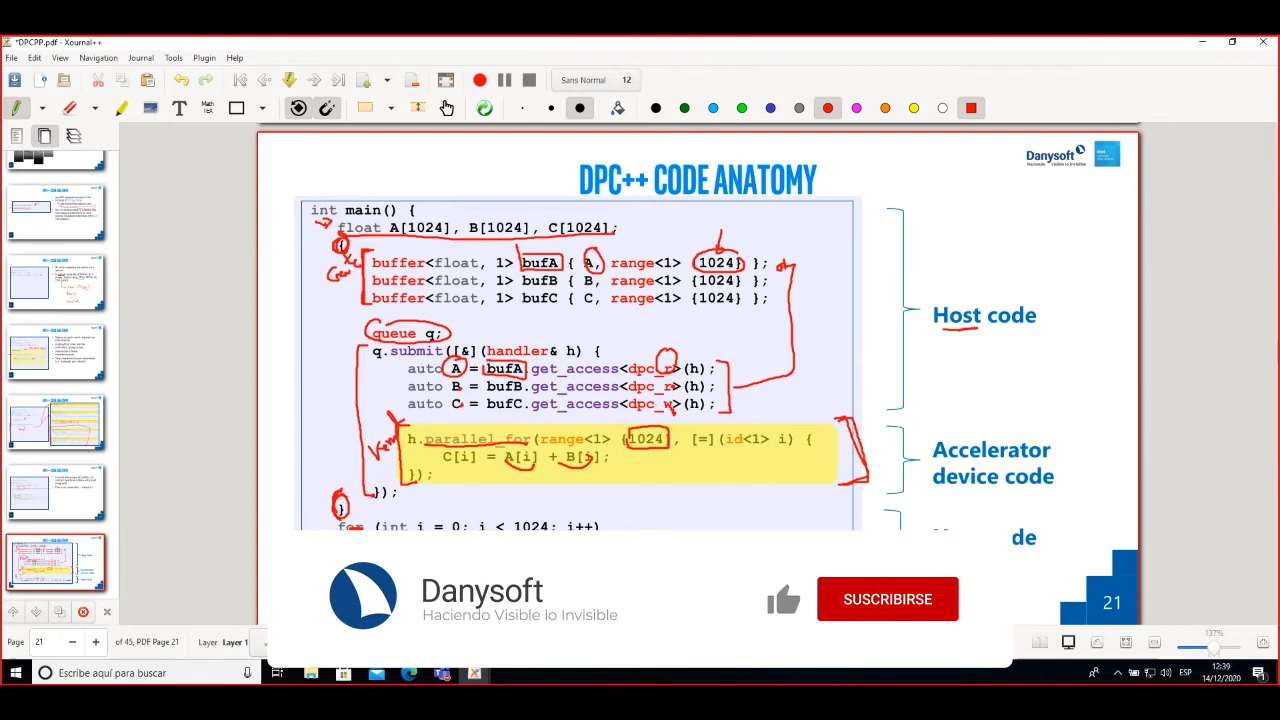 *DPCPP.pdf - Xournal++
File Edit View Navigation Journal Tools Plugin Help
Sans Normal 12
Danysoft
Haciendo visible lo invisible
DPC++ CODE ANATOMY
int main() {
float A[1024], B[1024], C[1024];
{
buffer<float, 1> bufA { A, range<1> {1024} };
buffer<float, 1> bufB { B, range<1> {1024} };
buffer<float, 1> bufC { C, range<1> {1024} };
Host code
queue q;
q.submit([&](handler& h) {
auto A = bufA.get_access<dpc_r>(h);
auto B = bufB.get_access<dpc_r>(h);
auto C = bufC.get_access<dpc_w>(h);
h.parallel_for(range<1> {1024}, [=](id<1> i) {
C[i] = A[i] + B[i];
});
Accelerator
device code
});
}
for (int i = 0; i < 1024; i++)
de
Danysoft
Haciendo Visible lo Invisible
SUSCRIBIRSE
21
Page 21 of 45, PDF Page 21 Layer Layer 1
137%
Escribe aquí para buscar
ESP
12:39
14/12/2020